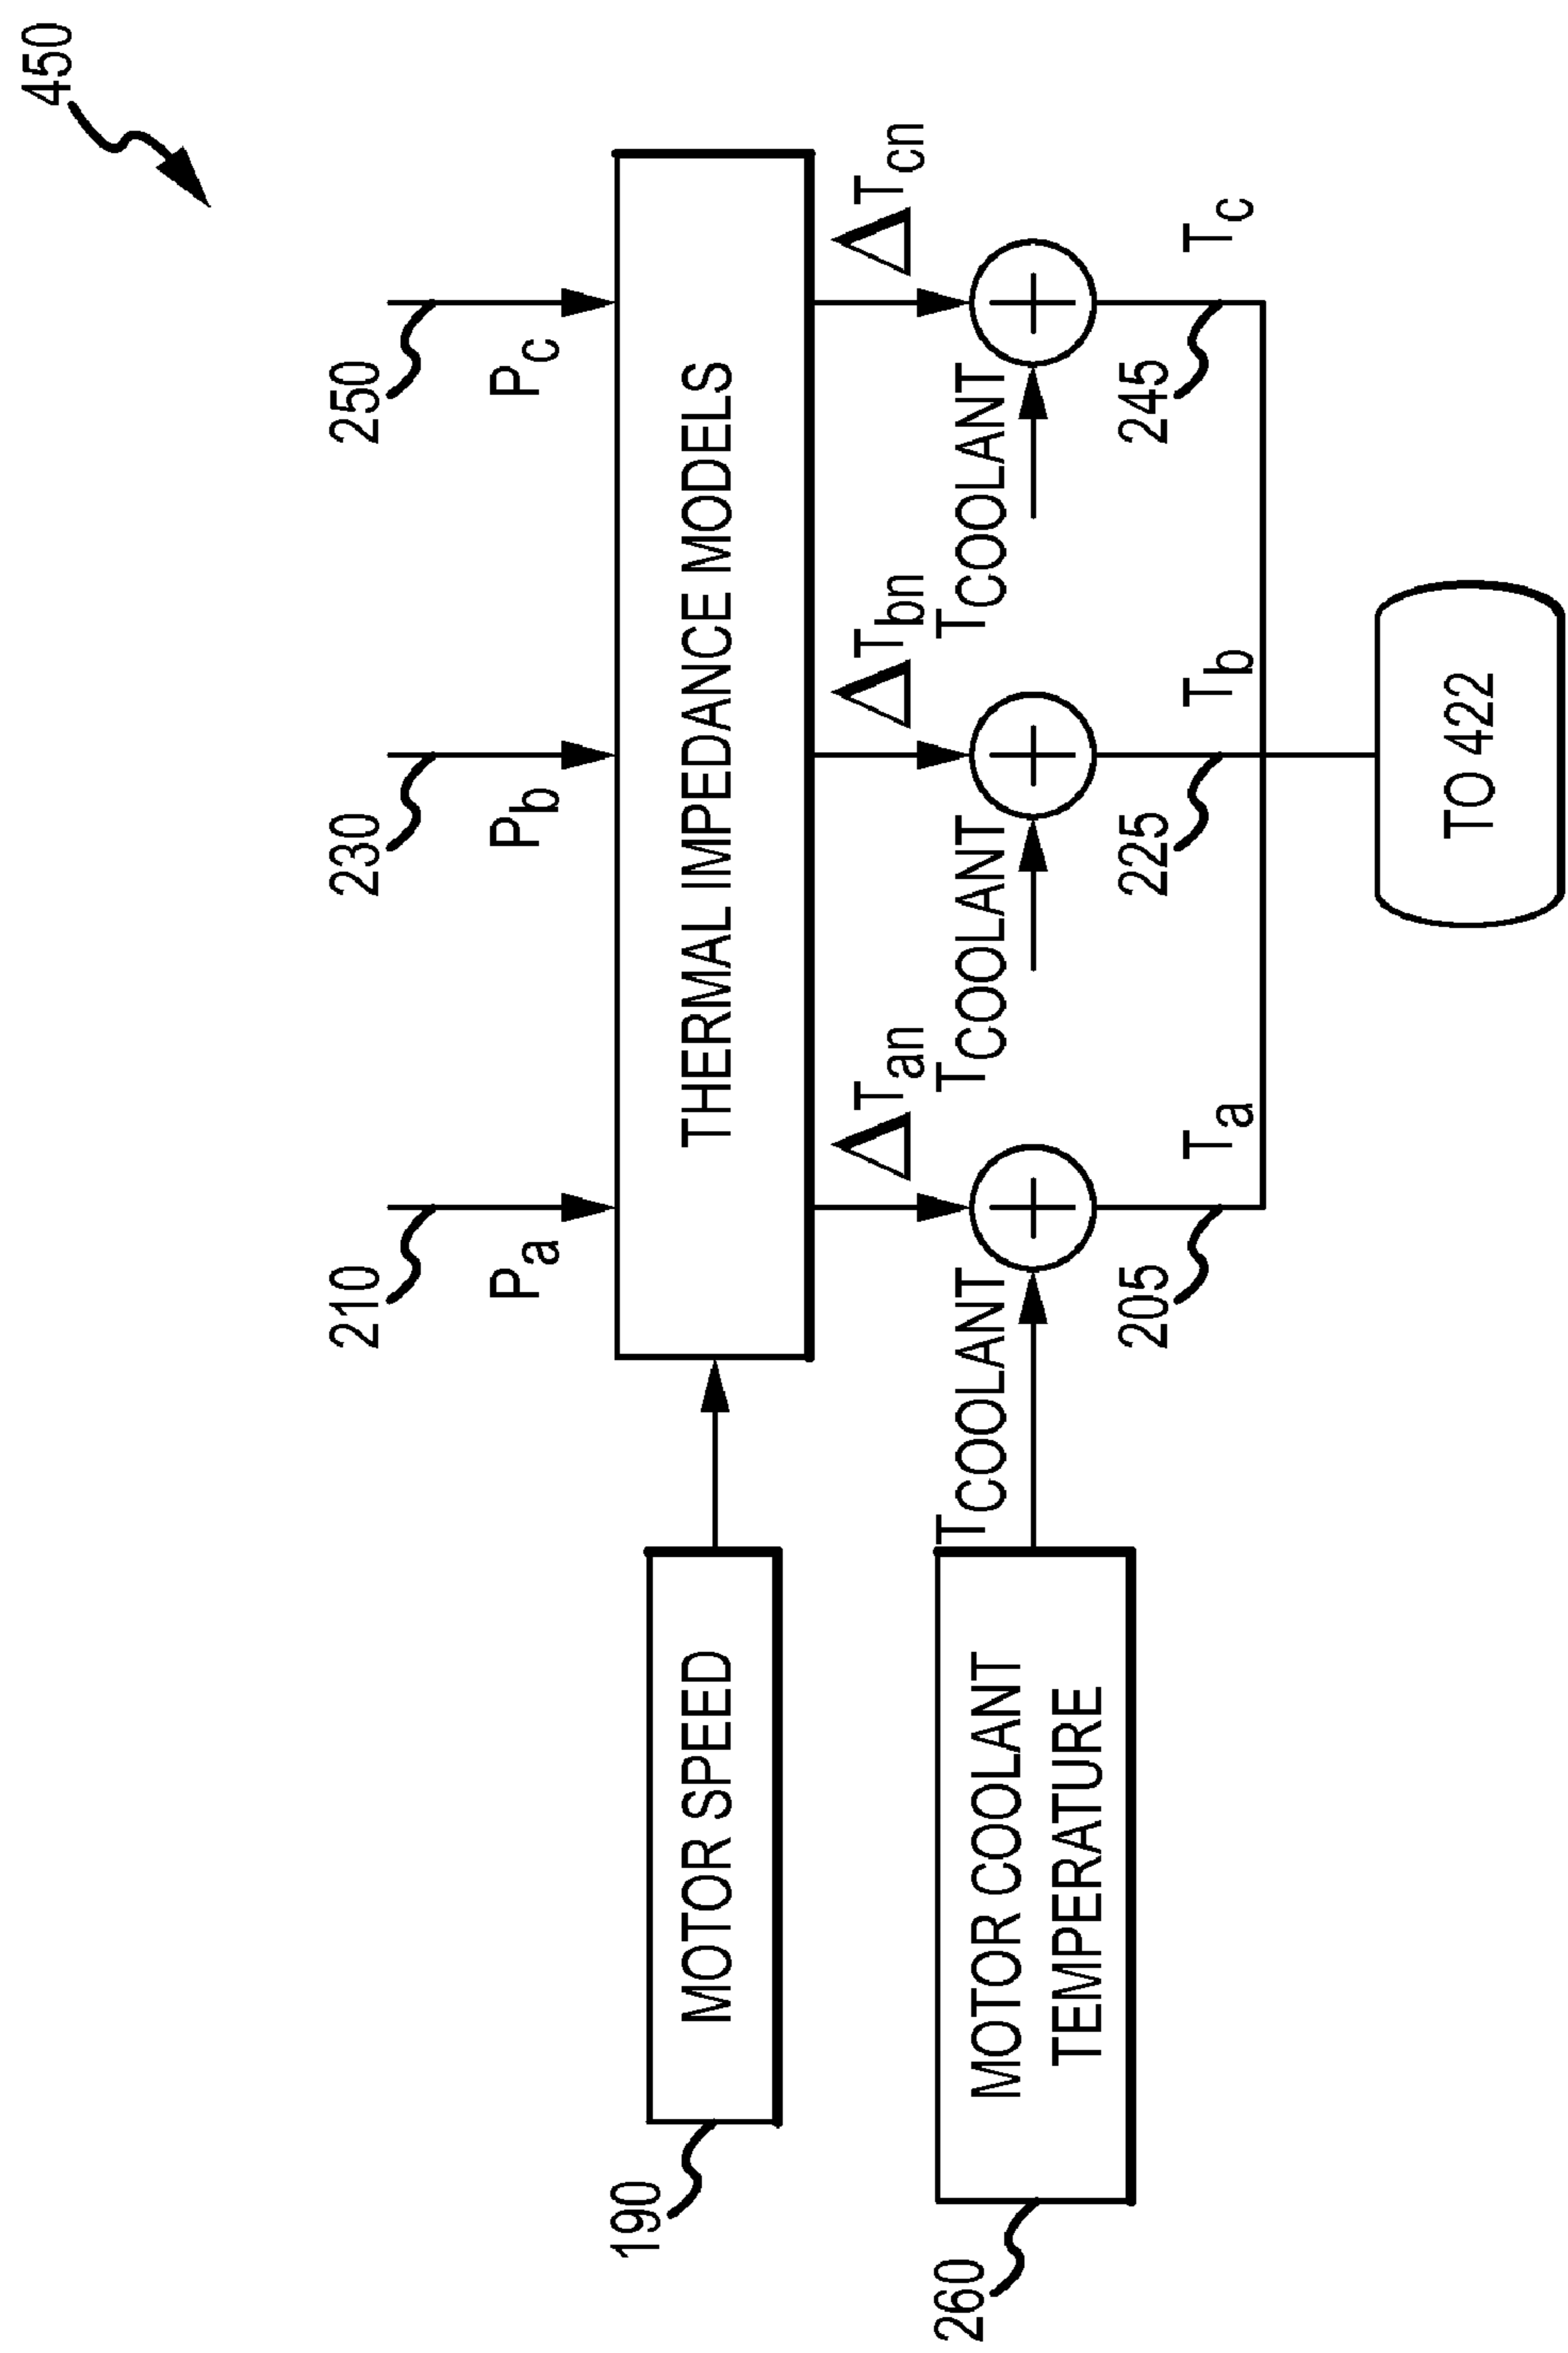 450
210
230
250
Pa
Pb
Pc
190
MOTOR SPEED
THERMAL IMPEDANCE MODELS
ΔTan
ΔTbn
ΔTcn
260
MOTOR COOLANT
TEMPERATURE
TCOOLANT
TCOOLANT
TCOOLANT
205
Ta
225
Tb
245
Tc
TO 422